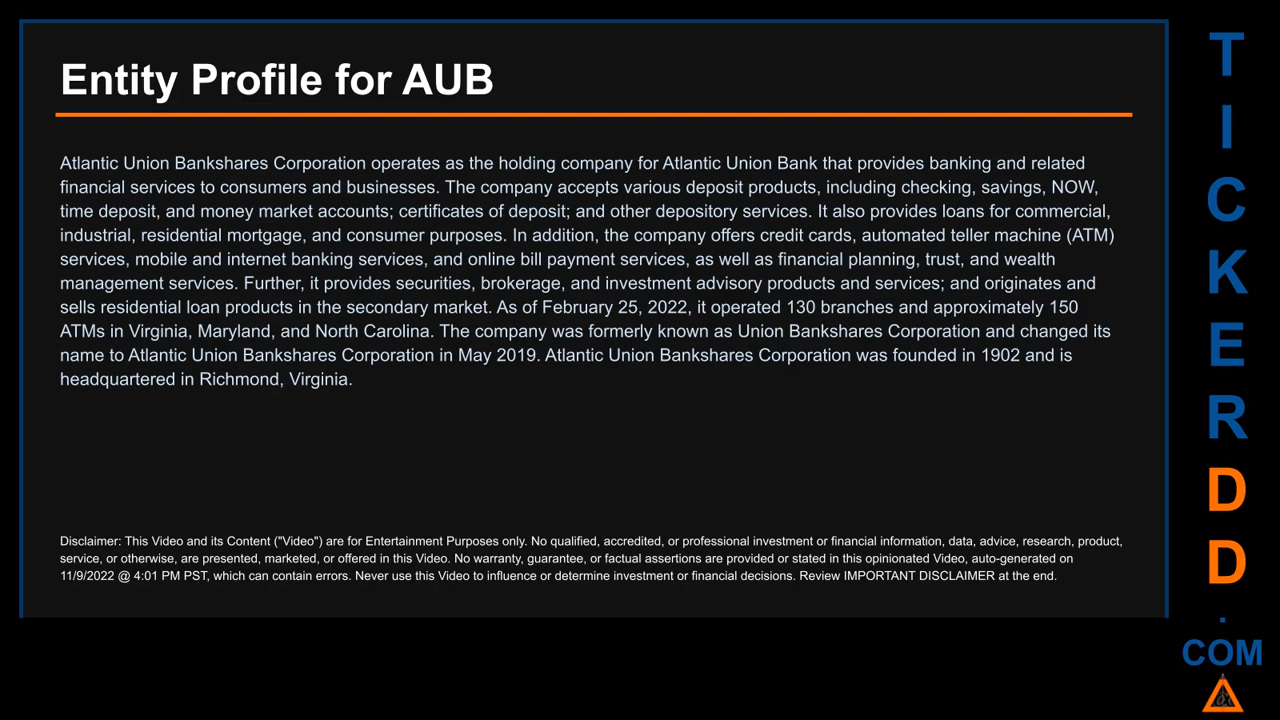 Entity Profile for AUB
Atlantic Union Bankshares Corporation operates as the holding company for Atlantic Union Bank that provides banking and related
financial services to consumers and businesses. The company accepts various deposit products, including checking, savings, NOW,
time deposit, and money market accounts; certificates of deposit; and other depository services. It also provides loans for commercial,
industrial, residential mortgage, and consumer purposes. In addition, the company offers credit cards, automated teller machine (ATM)
services, mobile and internet banking services, and online bill payment services, as well as financial planning, trust, and wealth
management services. Further, it provides securities, brokerage, and investment advisory products and services; and originates and
sells residential loan products in the secondary market. As of February 25, 2022, it operated 130 branches and approximately 150
ATMs in Virginia, Maryland, and North Carolina. The company was formerly known as Union Bankshares Corporation and changed its
name to Atlantic Union Bankshares Corporation in May 2019. Atlantic Union Bankshares Corporation was founded in 1902 and is
headquartered in Richmond, Virginia.
Disclaimer: This Video and its Content ("Video") are for Entertainment Purposes only. No qualified, accredited, or professional investment or financial information, data, advice, research, product,
service, or otherwise, are presented, marketed, or offered in this Video. No warranty, guarantee, or factual assertions are provided or stated in this opinionated Video, auto-generated on
11/9/2022 @ 4:01 PM PST, which can contain errors. Never use this Video to influence or determine investment or financial decisions. Review IMPORTANT DISCLAIMER at the end.
T
I
C
K
E
R
D
D
.
COM